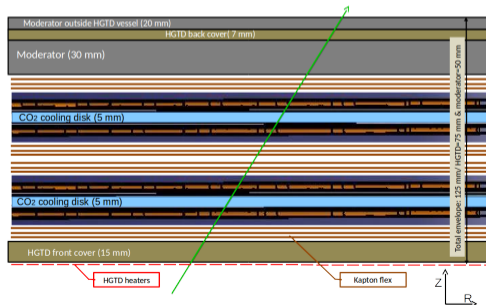 Moderator outside HGTD vessel (20 mm)
HGTD back cover( 7 mm)
Moderator (30 mm)
CO2 cooling disk (5 mm)
CO2 cooling disk (5 mm)
HGTD front cover (15 mm)
HGTD heaters
Kapton flex
Total envelope: 125 mm/ HGTD=75 mm & moderator=50 mm
Z
R